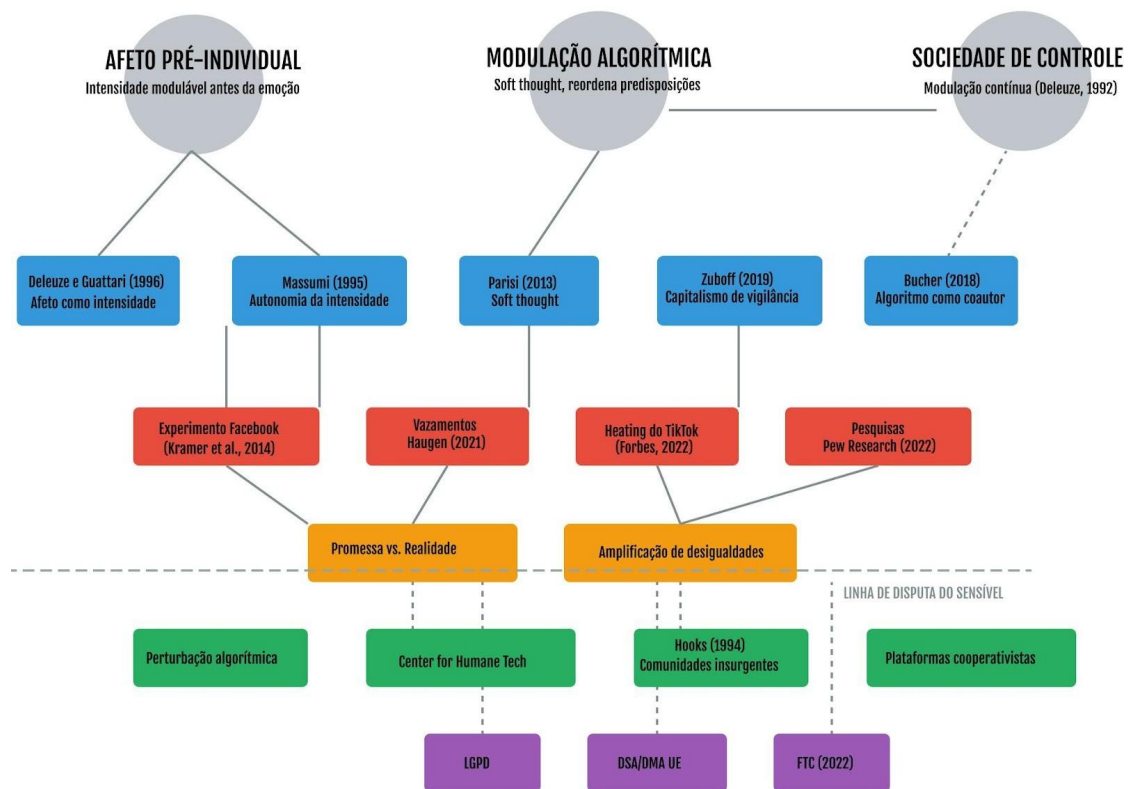 AFETO PRÉ-INDIVIDUAL
Intensidade modulável antes da emoção
MODULAÇÃO ALGORÍTMICA
Soft thought, reordena predisposições
SOCIEDADE DE CONTROLE
Modulação contínua (Deleuze, 1992)
Deleuze e Guattari (1996)
Afeto como intensidade
Massumi (1995)
Autonomia da intensidade
Parisi (2013)
Soft thought
Zuboff (2019)
Capitalismo de vigilância
Bucher (2018)
Algoritmo como coautor
Experimento Facebook
(Kramer et al., 2014)
Vazamentos
Haugen (2021)
Heating do TikTok
(Forbes, 2022)
Pesquisas
Pew Research (2022)
Promessa vs. Realidade
Amplificação de desigualdades
LINHA DE DISPUTA DO SENSÍVEL
Perturbação algorítmica
Center for Humane Tech
Hooks (1994)
Comunidades insurgentes
Plataformas cooperativistas
LGPD
DSA/DMA UE
FTC (2022)